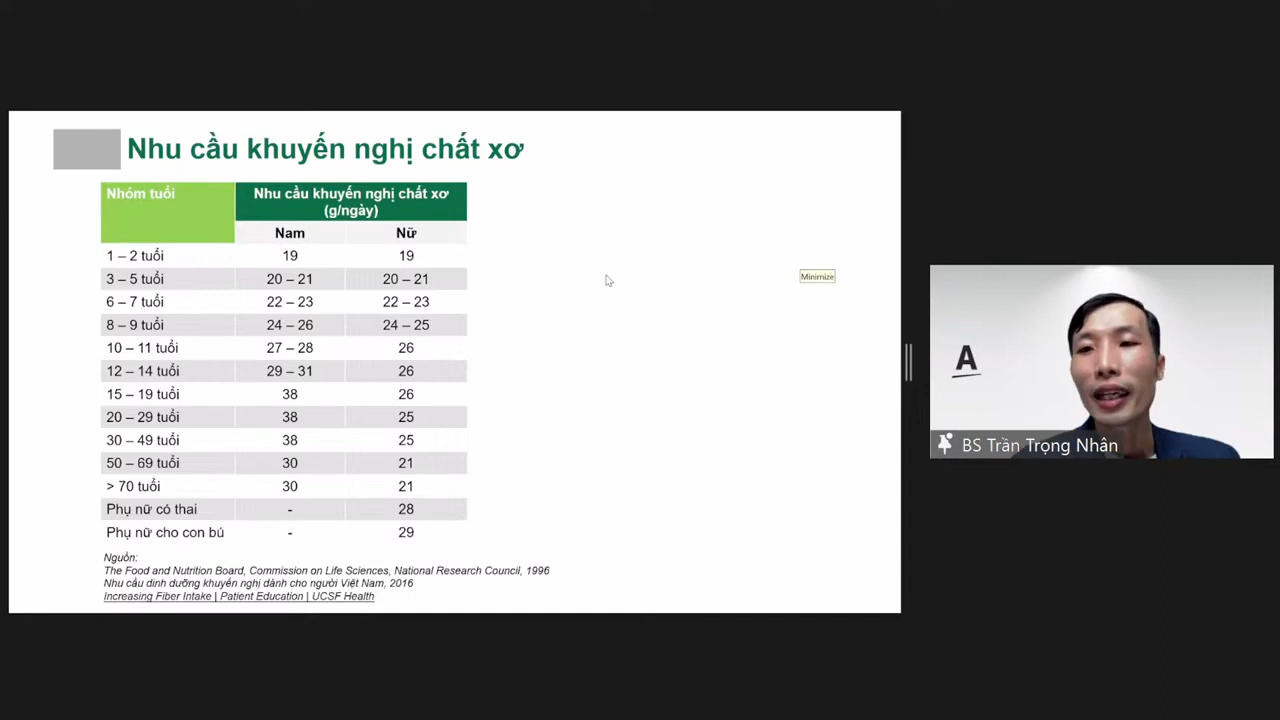 Nhu cầu khuyến nghị chất xơ
Nhóm tuổi
Nhu cầu khuyến nghị chất xơ
(g/ngày)
Nam Nữ
1 – 2 tuổi 19 19
3 – 5 tuổi 20 – 21 20 – 21
6 – 7 tuổi 22 – 23 22 – 23
8 – 9 tuổi 24 – 26 24 – 25
10 – 11 tuổi 27 – 28 26
12 – 14 tuổi 29 – 31 26
15 – 19 tuổi 38 26
20 – 29 tuổi 38 25
30 – 49 tuổi 38 25
50 – 69 tuổi 30 21
> 70 tuổi 30 21
Phụ nữ có thai - 28
Phụ nữ cho con bú - 29
Nguồn:
The Food and Nutrition Board, Commission on Life Sciences, National Research Council, 1996
Nhu cầu dinh dưỡng khuyến nghị dành cho người Việt Nam, 2016
Increasing Fiber Intake | Patient Education | UCSF Health
Minimize
A
BS Trần Trọng Nhân